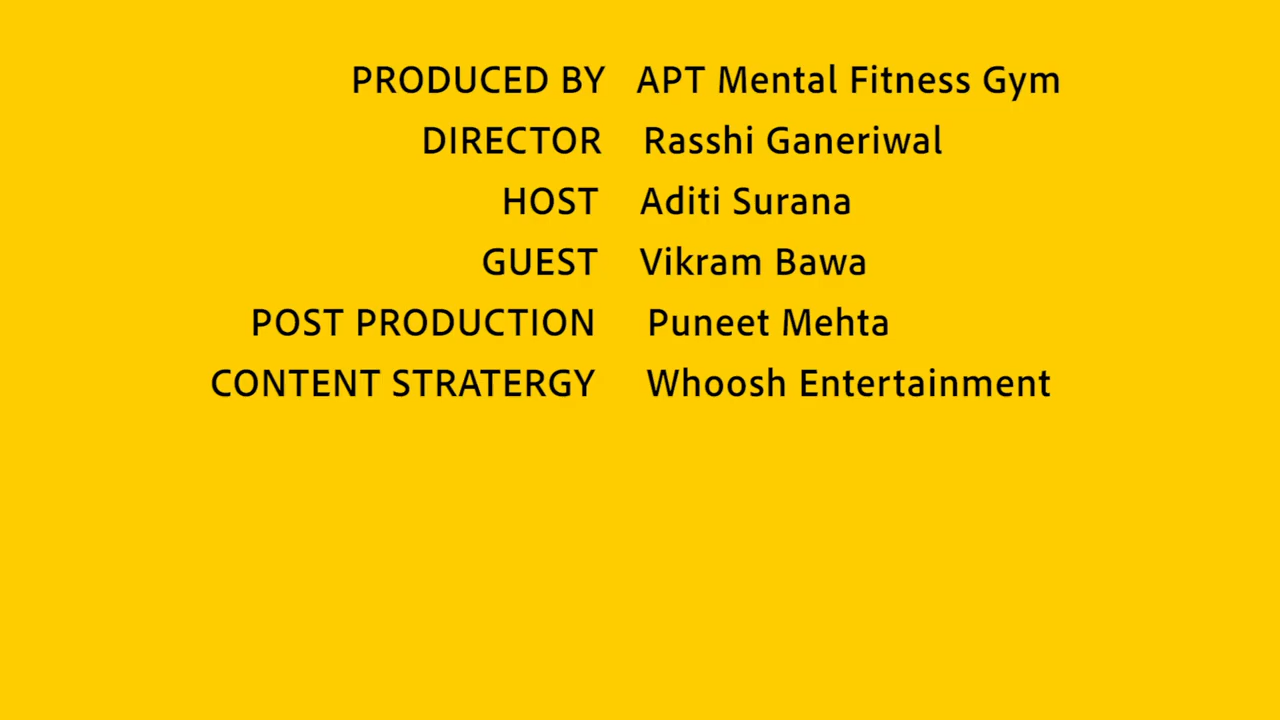 PRODUCED BY APT Mental Fitness Gym
DIRECTOR Rasshi Ganeriwal
HOST Aditi Surana
GUEST Vikram Bawa
POST PRODUCTION Puneet Mehta
CONTENT STRATERGY Whoosh Entertainment